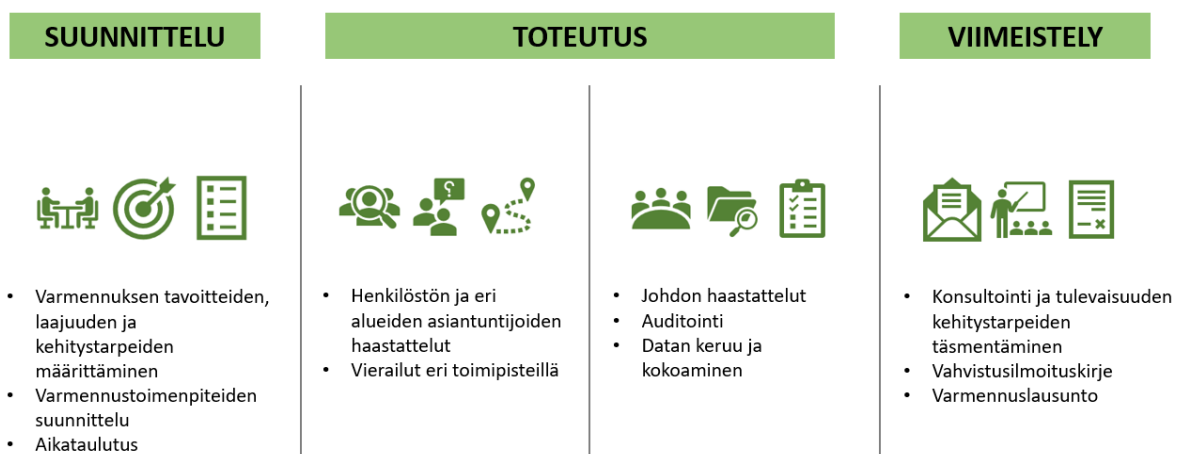 SUUNNITTELU
TOTEUTUS
VIIMEISTELY
?
• Varmennuksen tavoitteiden,
laajuuden ja
kehitystarpeiden
määrittäminen
• Varmennustoimenpiteiden
suunnittelu
• Aikataulutus
• Henkilöstön ja eri
alueiden asiantuntijoiden
haastattelut
• Vierailut eri toimipisteillä
• Johdon haastattelut
• Auditointi
• Datan keruu ja
kokoaminen
• Konsultointi ja tulevaisuuden
kehitystarpeiden
täsmentäminen
• Vahvistusilmoituskirje
• Varmennuslausunto